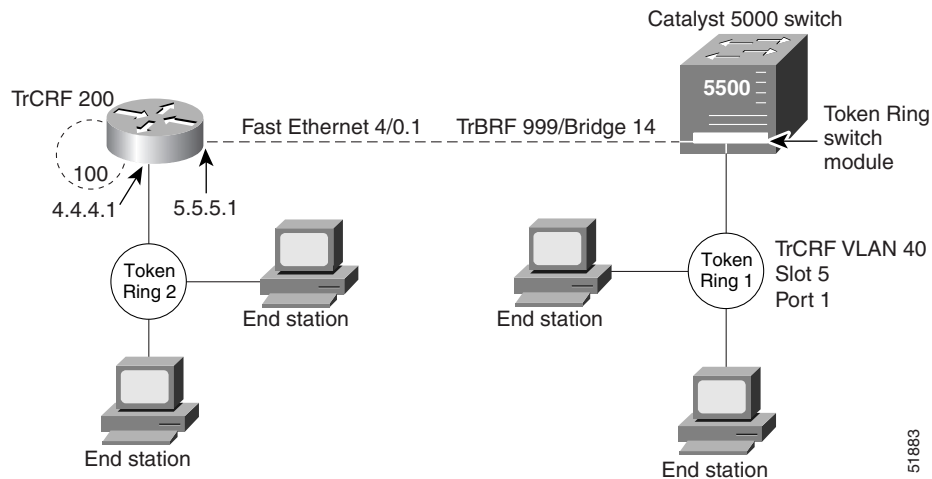 Catalyst 5000 switch
TrCRF 200
5500
Fast Ethernet 4/0.1
TrBRF 999/Bridge 14
Token Ring
switch
module
100
4.4.4.1
5.5.5.1
Token
Ring 2
End station
End station
Token
Ring 1
TrCRF VLAN 40
Slot 5
Port 1
End station
End station
51883